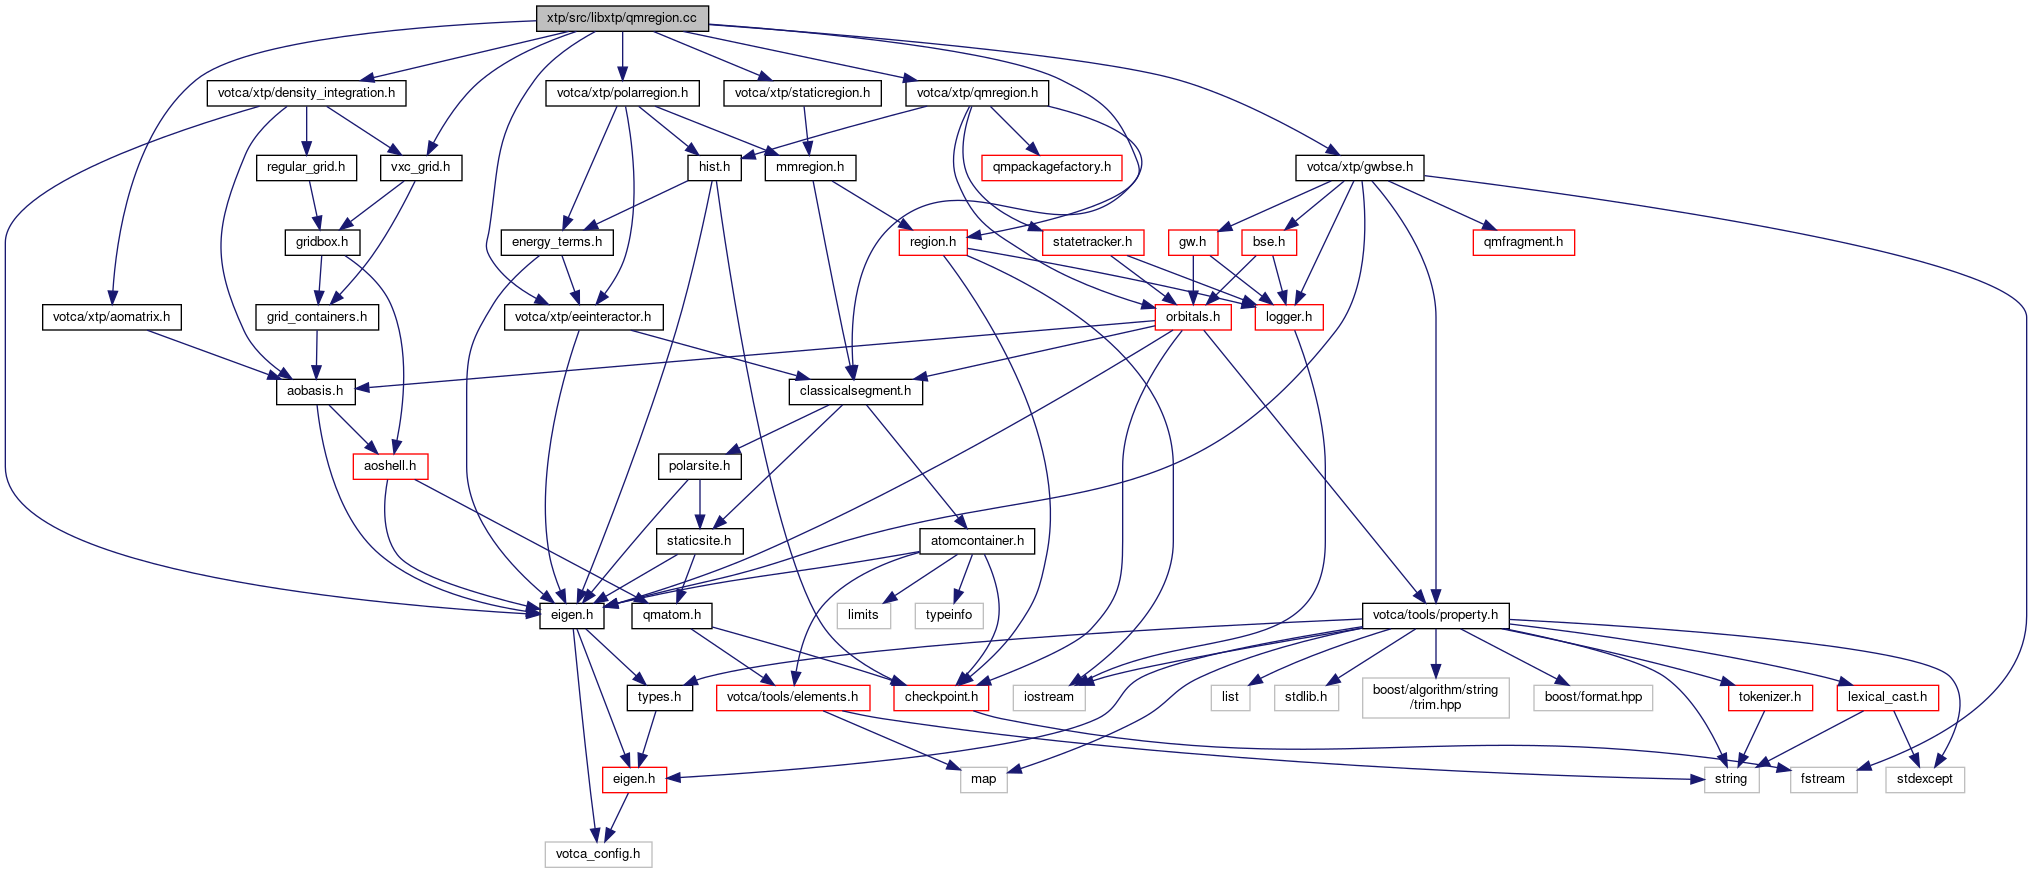 xtp/src/libxtp/qmregion.cc
votca/xtp/density_integration.h
votca/xtp/polarregion.h
votca/xtp/staticregion.h
votca/xtp/qmregion.h
regular_grid.h
vxc_grid.h
hist.h
mmregion.h
qmpackagefactory.h
votca/xtp/gwbse.h
gridbox.h
energy_terms.h
region.h
statetracker.h
gw.h
bse.h
qmfragment.h
votca/xtp/aomatrix.h
grid_containers.h
votca/xtp/eeinteractor.h
orbitals.h
logger.h
aobasis.h
classicalsegment.h
aoshell.h
polarsite.h
staticsite.h
atomcontainer.h
eigen.h
qmatom.h
limits
typeinfo
votca/tools/property.h
types.h
votca/tools/elements.h
checkpoint.h
iostream
list
stdlib.h
boost/algorithm/string
/trim.hpp
boost/format.hpp
tokenizer.h
lexical_cast.h
eigen.h
map
string
fstream
stdexcept
votca_config.h